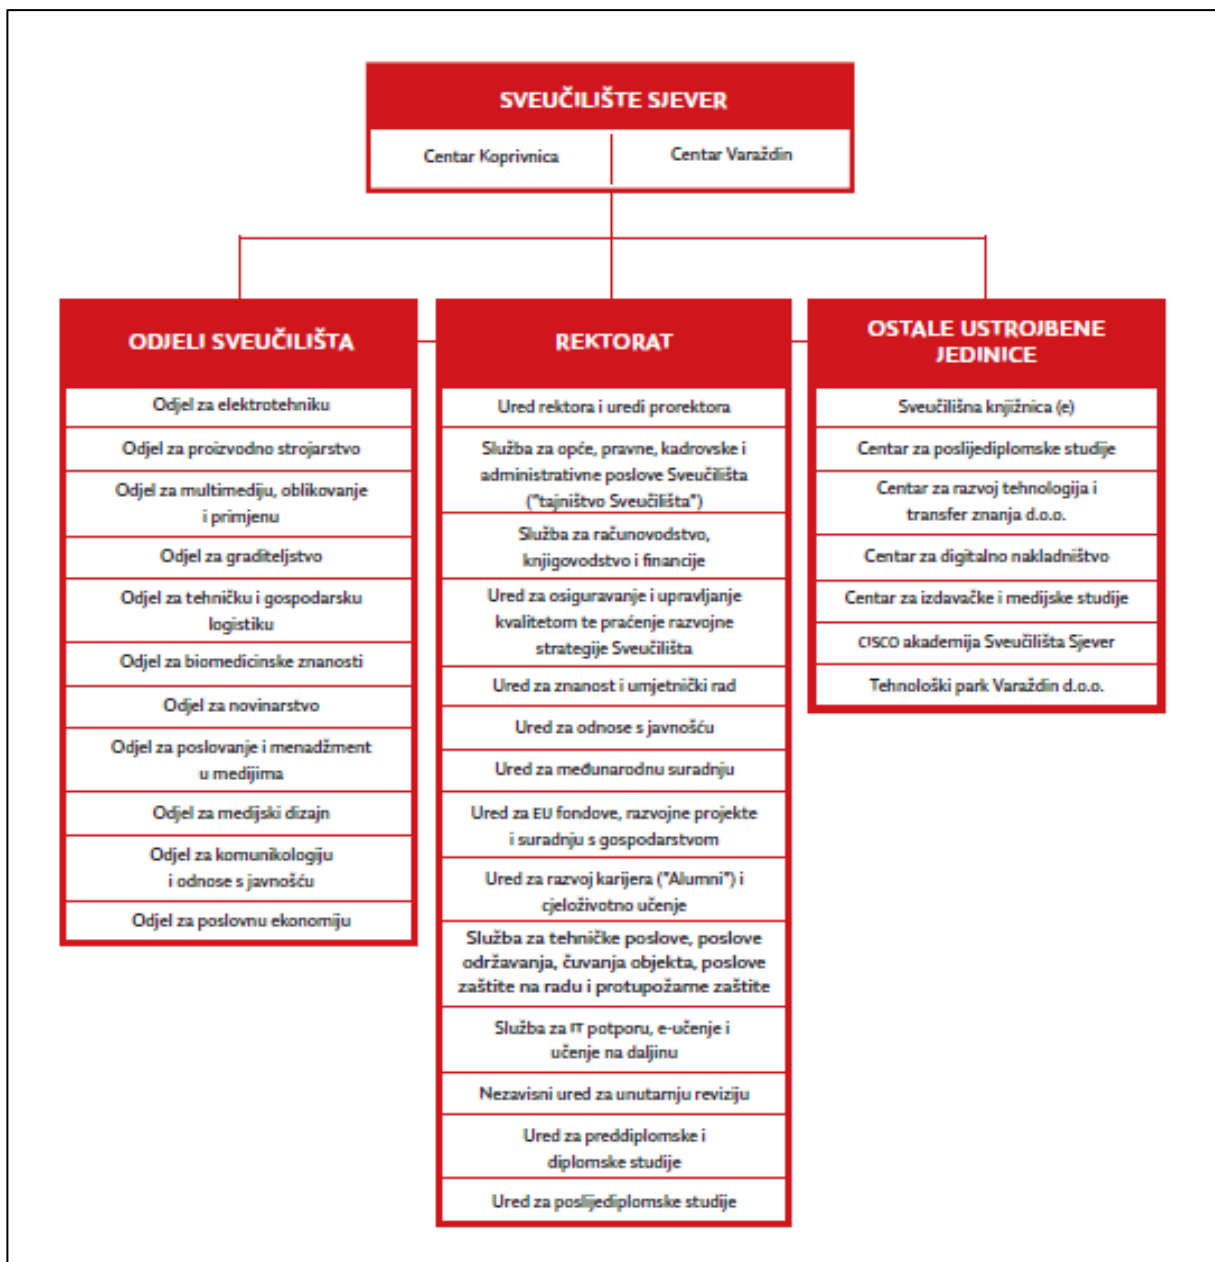 SVEUČILIŠTE SJEVER
Centar Koprivnica
Centar Varaždin
ODJELI SVEUČILIŠTA
Odjel za elektrotehniku
Odjel za proizvodno strojarstvo
Odjel za multimediju, oblikovanje
i primjenu
Odjel za graditeljstvo
Odjel za tehničku i gospodarsku
logistiku
Odjel za biomedicinske znanosti
Odjel za novinarstvo
Odjel za poslovanje i menadžment
u medijima
Odjel za medijski dizajn
Odjel za komunikologiju
i odnose s javnošću
Odjel za poslovnu ekonomiju
REKTORAT
Ured rektora i uredi prorektora
Služba za opće, pravne, kadrovske i
administrativne poslove Sveučilišta
("tajništvo Sveučilišta")
Služba za računovodstvo,
knjigovodstvo i financije
Ured za osiguravanje i upravljanje
kvalitetom te praćenje razvojne
strategije Sveučilišta
Ured za znanost i umjetnički rad
Ured za odnose s javnošću
Ured za međunarodnu suradnju
Ured za EU fondove, razvojne projekte
i suradnju s gospodarstvom
Ured za razvoj karijera ("Alumni") i
cjeloživotno učenje
Služba za tehničke poslove, poslove
održavanja, čuvanja objekta, poslove
zaštite na radu i protupožarne zaštite
Služba za IT potporu, e-učenje i
učenje na daljinu
Nezavisni ured za unutarnju reviziju
Ured za preddiplomske i
diplomske studije
Ured za poslijediplomske studije
OSTALE USTROJBENE
JEDINICE
Sveučilišna knjižnica (e)
Centar za poslijediplomske studije
Centar za razvoj tehnologija i
transfer znanja d.o.o.
Centar za digitalno nakladništvo
Centar za izdavačke i medijske studije
CISCO akademija Sveučilišta Sjever
Tehnološki park Varaždin d.o.o.